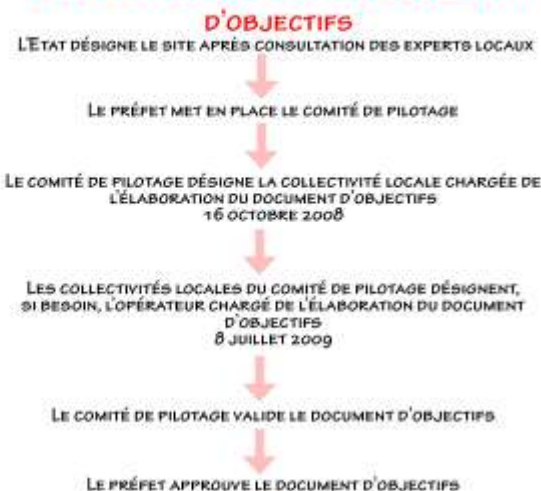 D'OBJECTIFS
L'ETAT DÉSIGNE LE SITE APRÈS CONSULTATION DES EXPERTS LOCAUX
LE PRÉFET MET EN PLACE LE COMITÉ DE PILOTAGE
LE COMITÉ DE PILOTAGE DÉSIGNE LA COLLECTIVITÉ LOCALE CHARGÉE DE
L'ÉLABORATION DU DOCUMENT D'OBJECTIFS
16 OCTOBRE 2008
LES COLLECTIVITÉS LOCALES DU COMITÉ DE PILOTAGE DÉSIGNENT,
SI BESOIN, L'OPÉRATEUR CHARGÉ DE L'ÉLABORATION DU DOCUMENT
D'OBJECTIFS
8 JUILLET 2009
LE COMITÉ DE PILOTAGE VALIDE LE DOCUMENT D'OBJECTIFS
LE PRÉFET APPROUVE LE DOCUMENT D'OBJECTIFS